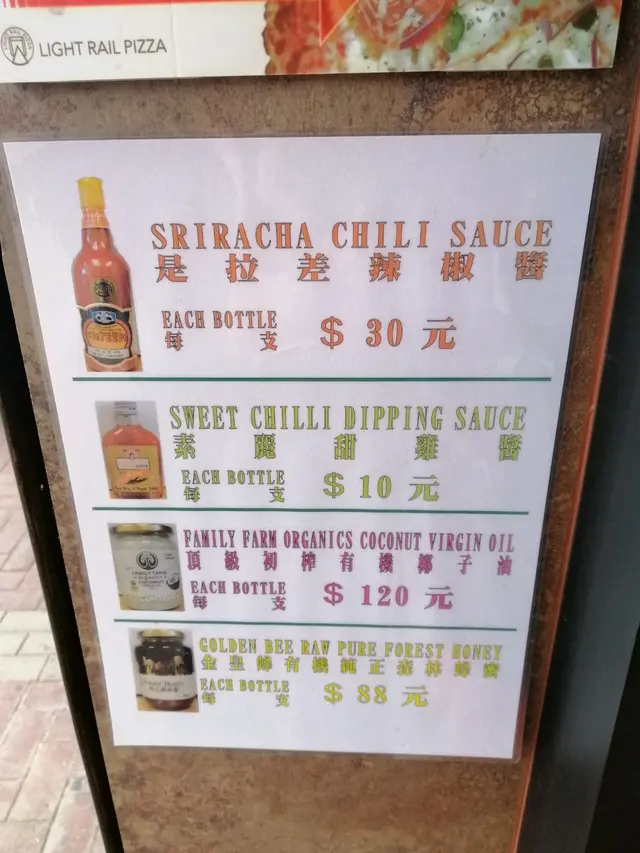 LIGHT RAIL PIZZA
SRIRACHA CHILI SAUCE
是拉差辣椒醬
EACH BOTTLE
每支
$ 30 元
SWEET CHILLI DIPPING SAUCE
素麗甜雞醬
EACH BOTTLE
每支
$ 10 元
FAMILY FARM ORGANICS COCONUT VIRGIN OIL
頂級初榨有機椰子油
EACH BOTTLE
每支
$ 120 元
GOLDEN BEE RAW PURE FOREST HONEY
金皇蜂有機純正森林蜂蜜
EACH BOTTLE
每支
$ 88 元